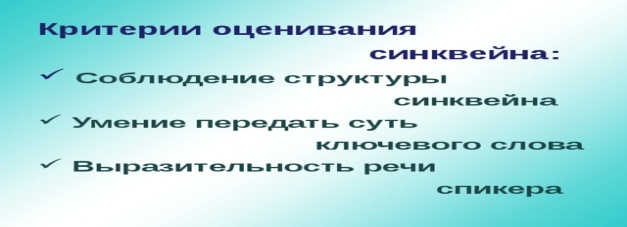 Критерии оценивания
синквейна:
✓ Соблюдение структуры
синквейна
✓ Умение передать суть
ключевого слова
✓ Выразительность речи
спикера